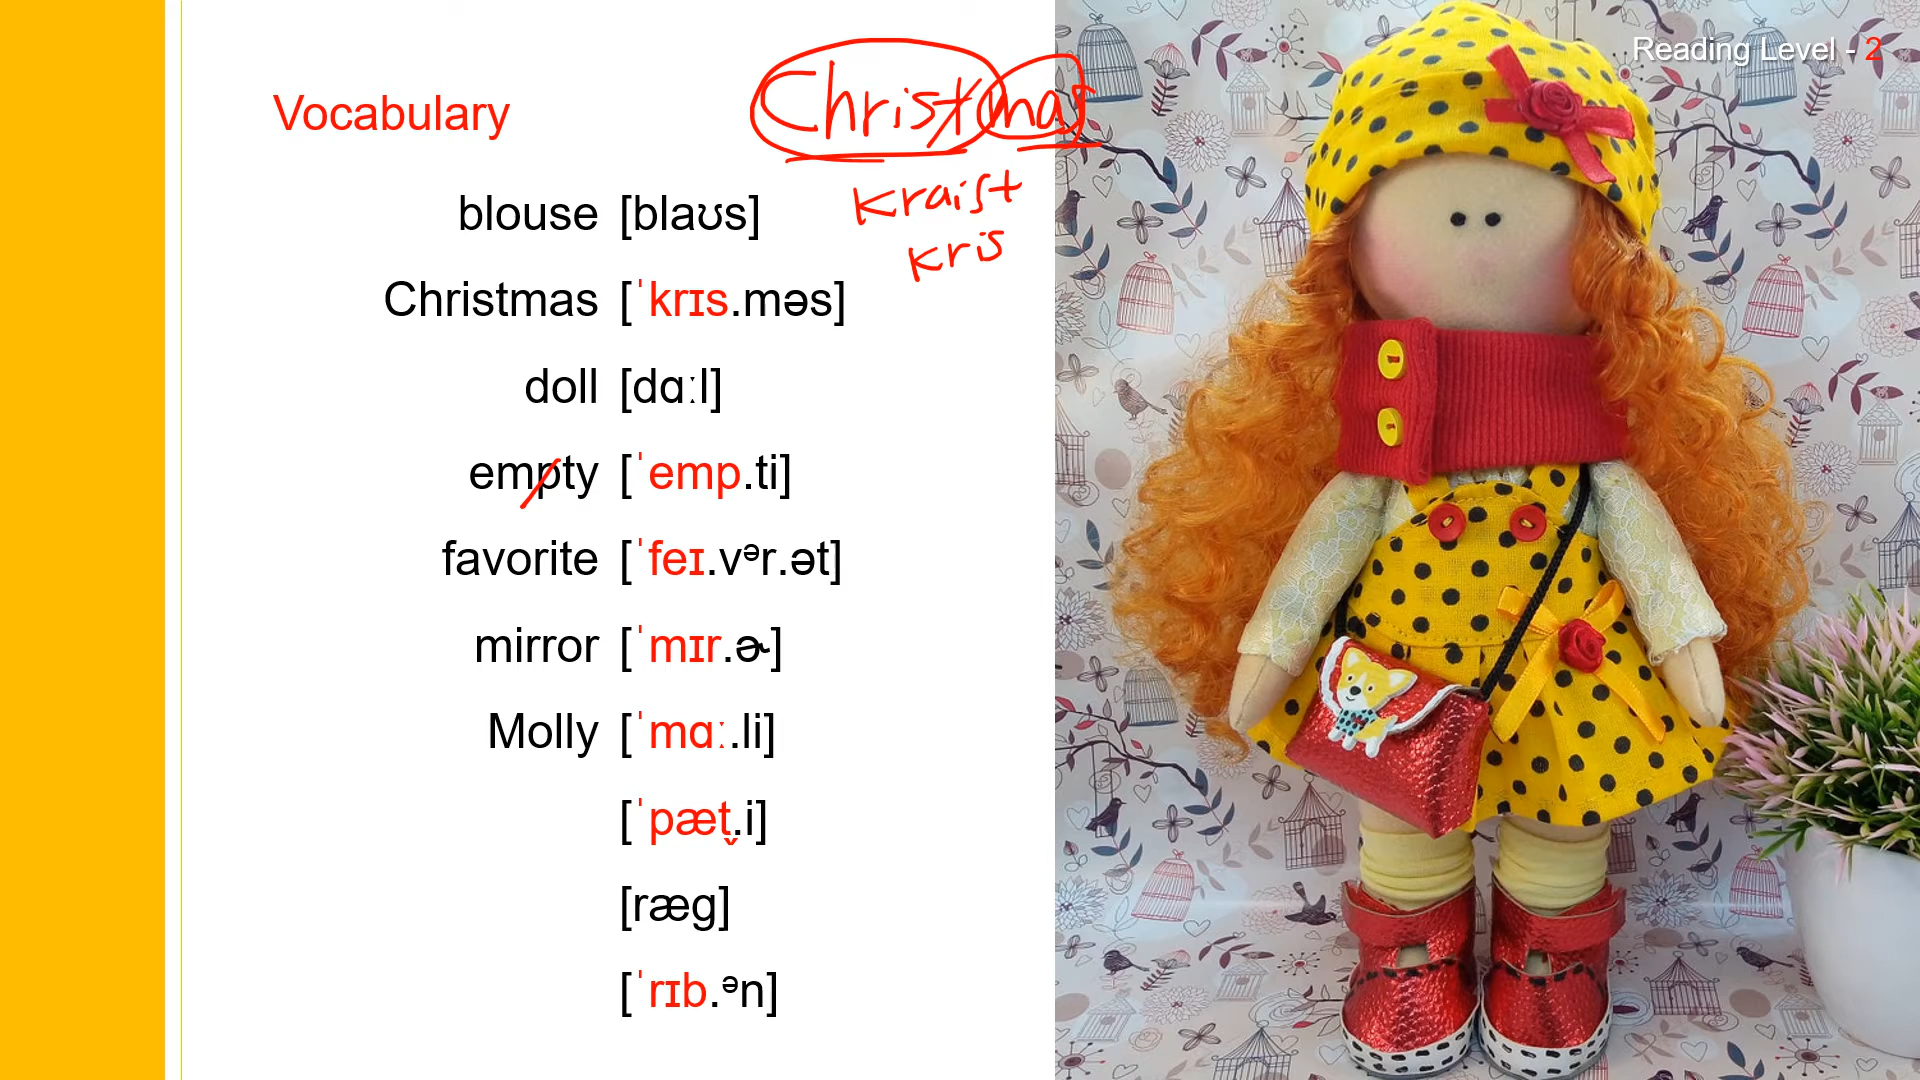 Reading Level - 2
Christmas
Vocabulary
kraist
blouse [blaʊs]
kris
Christmas [ˈkrɪs.məs]
doll [dɑːl]
empty [ˈemp.ti]
favorite [ˈfeɪ.vᵊr.ət]
mirror [ˈmɪr.ɚ]
Molly [ˈmɑː.li]
[ˈpæt̬.i]
[ræg]
[ˈrɪb.ᵊn]